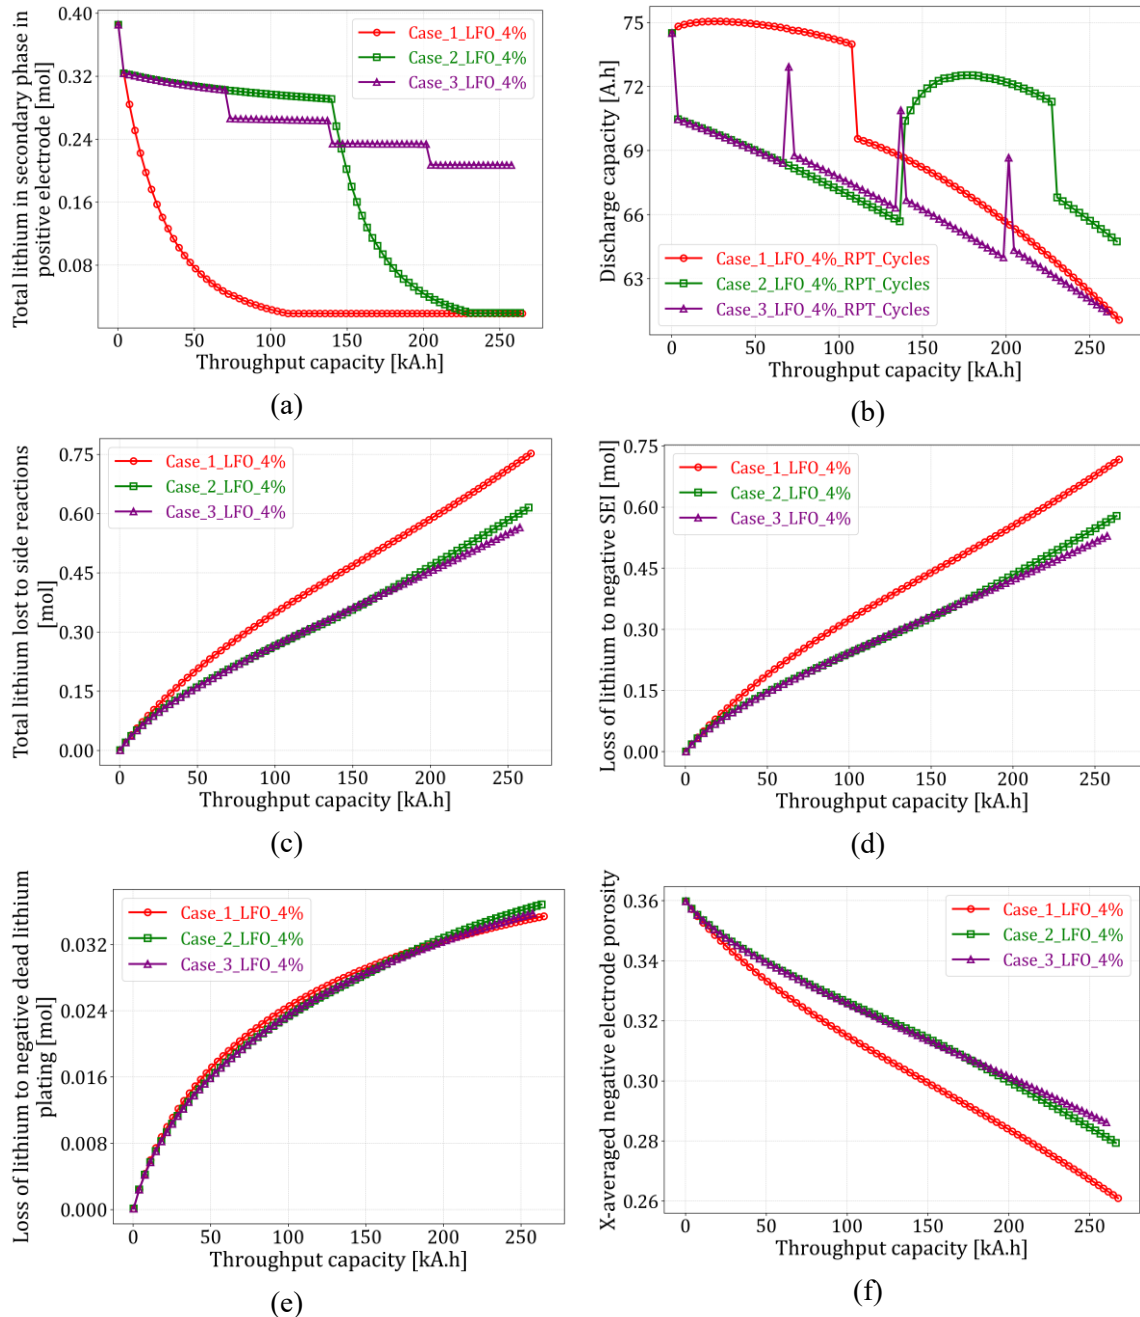 Total lithium in secondary phase in
positive electrode [mol]
0.40
0.32
0.24
0.16
0.08
Case_1_LFO_4%
Case_2_LFO_4%
Case_3_LFO_4%
0 50 100 150 200 250
Throughput capacity [kA.h]
(a)
Discharge capacity [A.h]
75
72
69
66
63
Case_1_LFO_4%_RPT_Cycles
Case_2_LFO_4%_RPT_Cycles
Case_3_LFO_4%_RPT_Cycles
0 50 100 150 200 250
Throughput capacity [kA.h]
(b)
Total lithium lost to side reactions
[mol]
0.75
0.60
0.45
0.30
0.15
0.00
Case_1_LFO_4%
Case_2_LFO_4%
Case_3_LFO_4%
0 50 100 150 200 250
Throughput capacity [kA.h]
(c)
Loss of lithium to negative SEI [mol]
0.75
0.60
0.45
0.30
0.15
0.00
Case_1_LFO_4%
Case_2_LFO_4%
Case_3_LFO_4%
0 50 100 150 200 250
Throughput capacity [kA.h]
(d)
Loss of lithium to negative dead lithium
plating [mol]
0.032
0.024
0.016
0.008
0.000
Case_1_LFO_4%
Case_2_LFO_4%
Case_3_LFO_4%
0 50 100 150 200 250
Throughput capacity [kA.h]
(e)
X-averaged negative electrode porosity
0.36
0.34
0.32
0.30
0.28
0.26
Case_1_LFO_4%
Case_2_LFO_4%
Case_3_LFO_4%
0 50 100 150 200 250
Throughput capacity [kA.h]
(f)